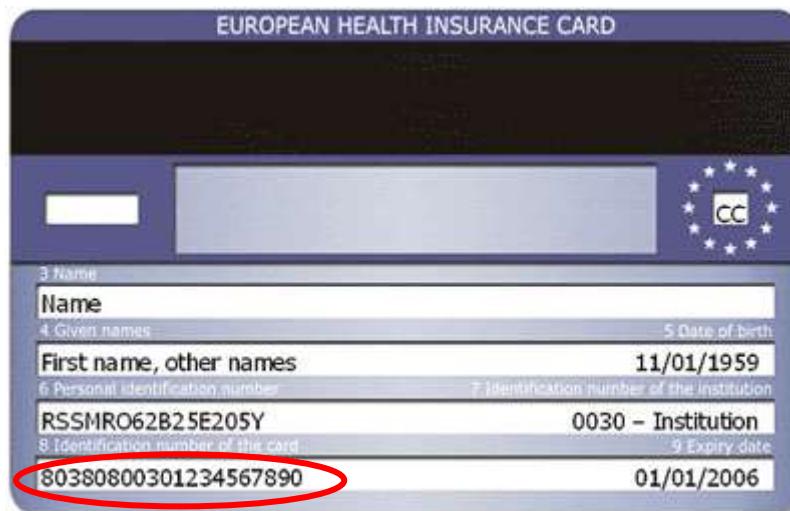 EUROPEAN HEALTH INSURANCE CARD
CC
3 Name
Name
4 Given names 5 Date of birth
First name, other names 11/01/1959
6 Personal identification number 7 Identification number of the institution
RSSMRO62B25E205Y 0030 – Institution
8 Identification number of the card 9 Expiry date
80380800301234567890 01/01/2006